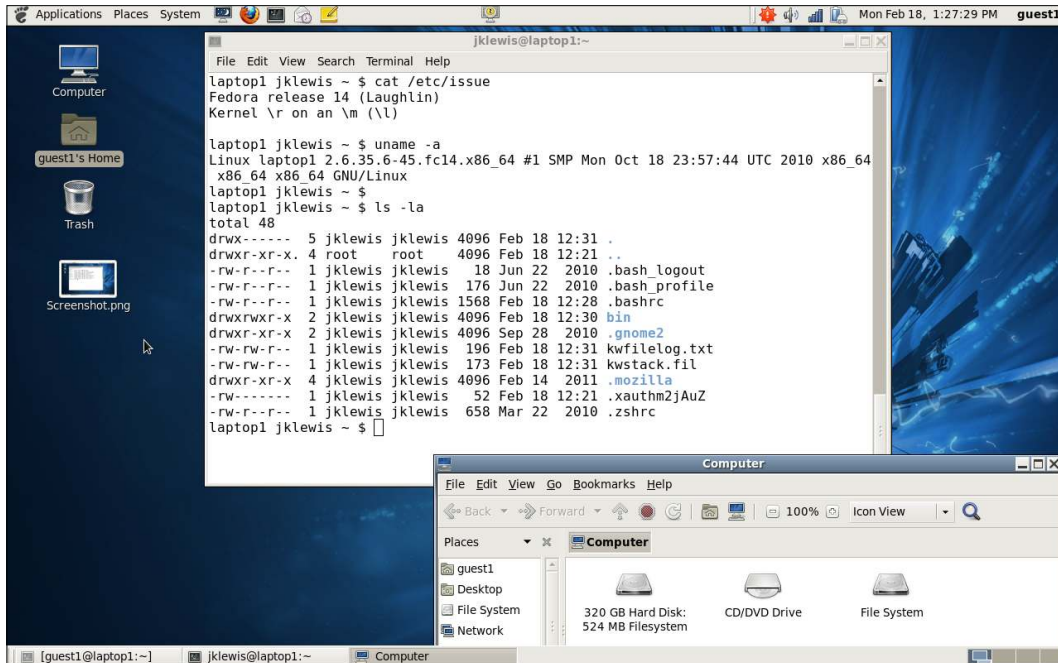 Applications Places System Mon Feb 18, 1:27:29 PM guest1
Computer
guest1's Home
Trash
Screenshot.png
jklewis@laptop1:~
File Edit View Search Terminal Help
laptop1 jklewis ~ $ cat /etc/issue
Fedora release 14 (Laughlin)
Kernel \r on an \m (\l)
laptop1 jklewis ~ $ uname -a
Linux laptop1 2.6.35.6-45.fc14.x86_64 #1 SMP Mon Oct 18 23:57:44 UTC 2010 x86_64
x86_64 x86_64 GNU/Linux
laptop1 jklewis ~ $
laptop1 jklewis ~ $ ls -la
total 48
drwx------ 5 jklewis jklewis 4096 Feb 18 12:31 .
drwxr-xr-x. 4 root root 4096 Feb 18 12:21 ..
-rw-r--r-- 1 jklewis jklewis 18 Jun 22 2010 .bash_logout
-rw-r--r-- 1 jklewis jklewis 176 Jun 22 2010 .bash_profile
-rw-r--r-- 1 jklewis jklewis 1568 Feb 18 12:28 .bashrc
drwxrwxr-x 2 jklewis jklewis 4096 Feb 18 12:30 bin
drwxr-xr-x 2 jklewis jklewis 4096 Sep 28 2010 .gnome2
-rw-rw-r-- 1 jklewis jklewis 196 Feb 18 12:31 kwfilelog.txt
-rw-rw-r-- 1 jklewis jklewis 173 Feb 18 12:31 kwstack.fil
drwxr-xr-x 4 jklewis jklewis 4096 Feb 14 2011 .mozilla
-rw------- 1 jklewis jklewis 52 Feb 18 12:21 .xauthm2jAuZ
-rw-r--r-- 1 jklewis jklewis 658 Mar 22 2010 .zshrc
laptop1 jklewis ~ $
Computer
File Edit View Go Bookmarks Help
Back Forward 100% Icon View
Places Computer
guest1
Desktop
File System
Network
320 GB Hard Disk:
524 MB Filesystem
CD/DVD Drive
File System
[guest1@laptop1:~] jklewis@laptop1:~ Computer